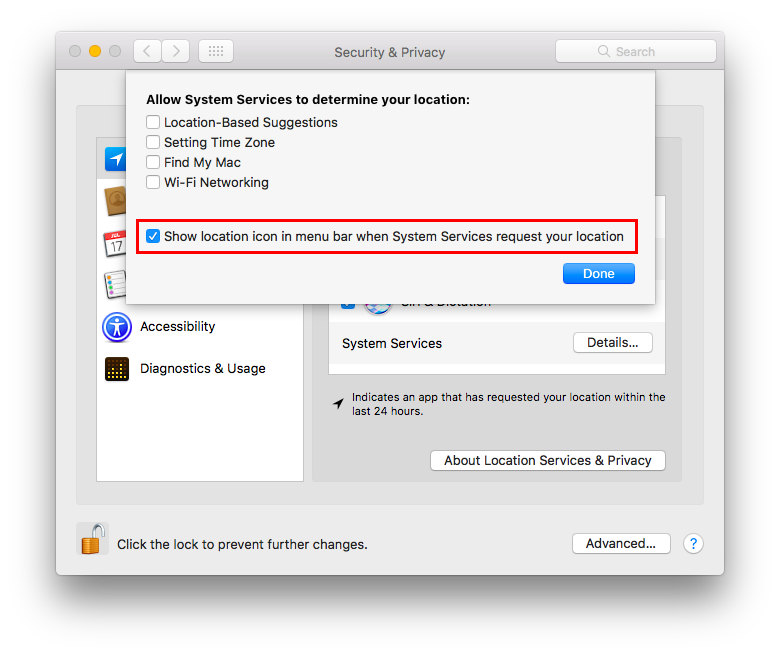 Security & Privacy
Search
Allow System Services to determine your location:
Location-Based Suggestions
Setting Time Zone
Find My Mac
Wi-Fi Networking
Show location icon in menu bar when System Services request your location
Done
JUL
17
Siri & Dictation
Accessibility
System Services
Details...
Diagnostics & Usage
Indicates an app that has requested your location within the
last 24 hours.
About Location Services & Privacy
Click the lock to prevent further changes.
Advanced...
?